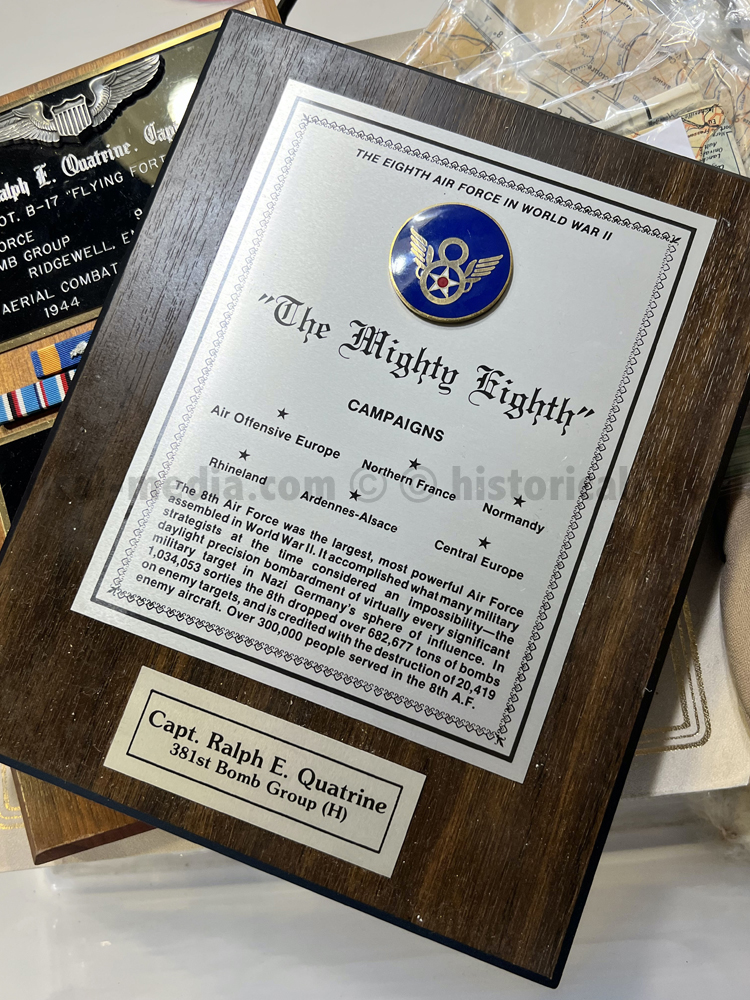 Ralph E. Quatrine, Cap
OT, B-17 "FLYING FORT
ORCE
MB GROUP
RIDGEWELL, E
AERIAL COMBAT
1944
THE EIGHTH AIR FORCE IN WORLD WAR II
8
"The Mighty Eighth"
CAMPAIGNS
Air Offensive Europe
Northern France
Normandy
Rhineland
Ardennes-Alsace
Central Europe
The 8th Air Force was the largest, most powerful Air Force
assembled in World War II. It accomplished what many military
strategists at the time considered an impossibility—the
daylight precision bombardment of virtually every significant
military target in Nazi Germany's sphere of influence. In
1,034,053 sorties the 8th dropped over 682,677 tons of bombs
on enemy targets, and is credited with the destruction of 20,419
enemy aircraft. Over 300,000 people served in the 8th A.F.
Capt. Ralph E. Quatrine
381st Bomb Group (H)
media.com © © historical